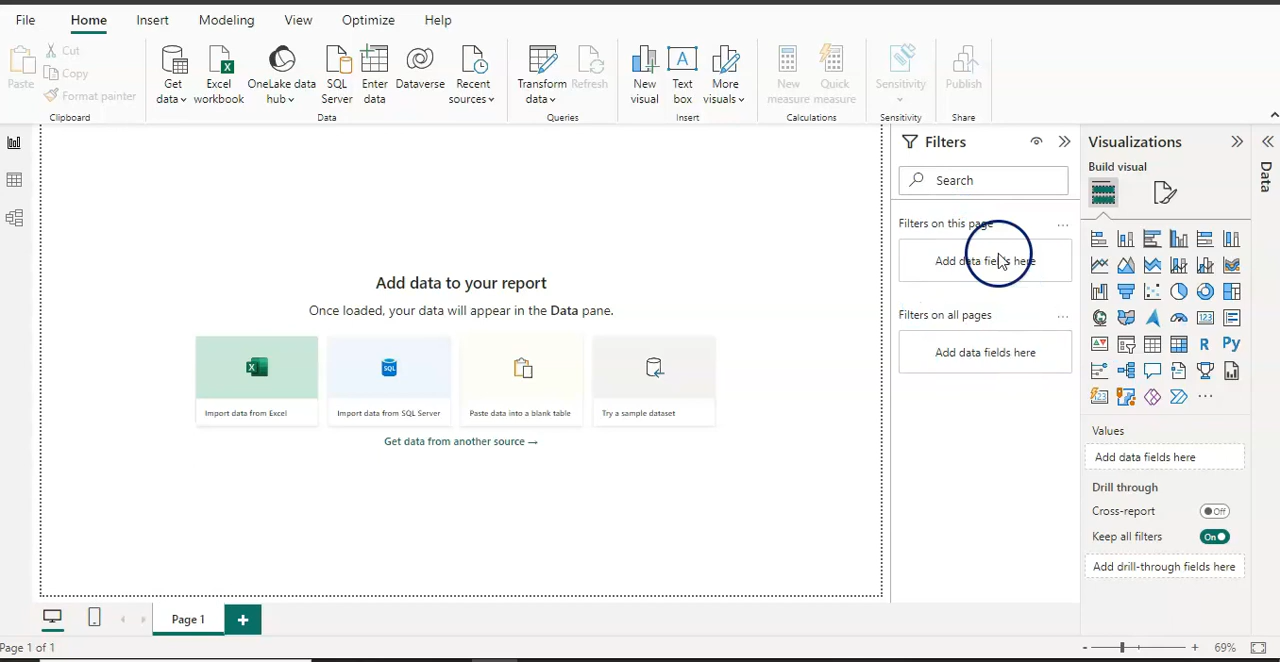 File Home Insert Modeling View Optimize Help
Paste
Cut
Copy
Format painter
Clipboard
Get data
Excel workbook
OneLake data hub
SQL Server
Enter data
Dataverse
Recent sources
Data
Transform data
Refresh
Queries
New visual
Text box
More visuals
Insert
New measure
Quick measure
Calculations
Sensitivity
Sensitivity
Publish
Share
Add data to your report
Once loaded, your data will appear in the Data pane.
Import data from Excel
SQL
Import data from SQL Server
Paste data into a blank table
Try a sample dataset
Get data from another source →
Filters
Search
Filters on this page
Add data fields here
Filters on all pages
Add data fields here
Visualizations
Build visual
123
R
Py
123
Values
Add data fields here
Drill through
Cross-report Off
Keep all filters On
Add drill-through fields here
Data
Page 1
+
Page 1 of 1
- + 69%